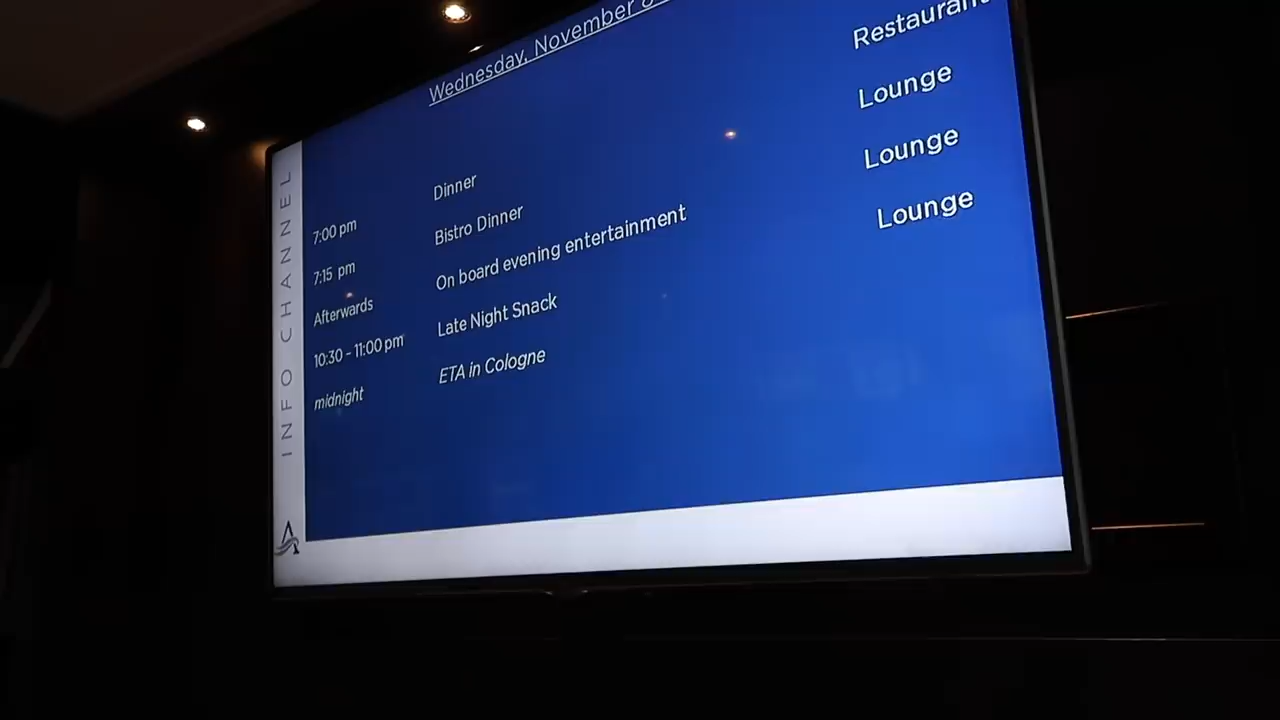 Wednesday, November
7:00 pm Dinner Restaurant
7:15 pm Bistro Dinner Lounge
Afterwards On board evening entertainment Lounge
10:30 - 11:00 pm Late Night Snack Lounge
midnight ETA in Cologne
INFO CHANNEL